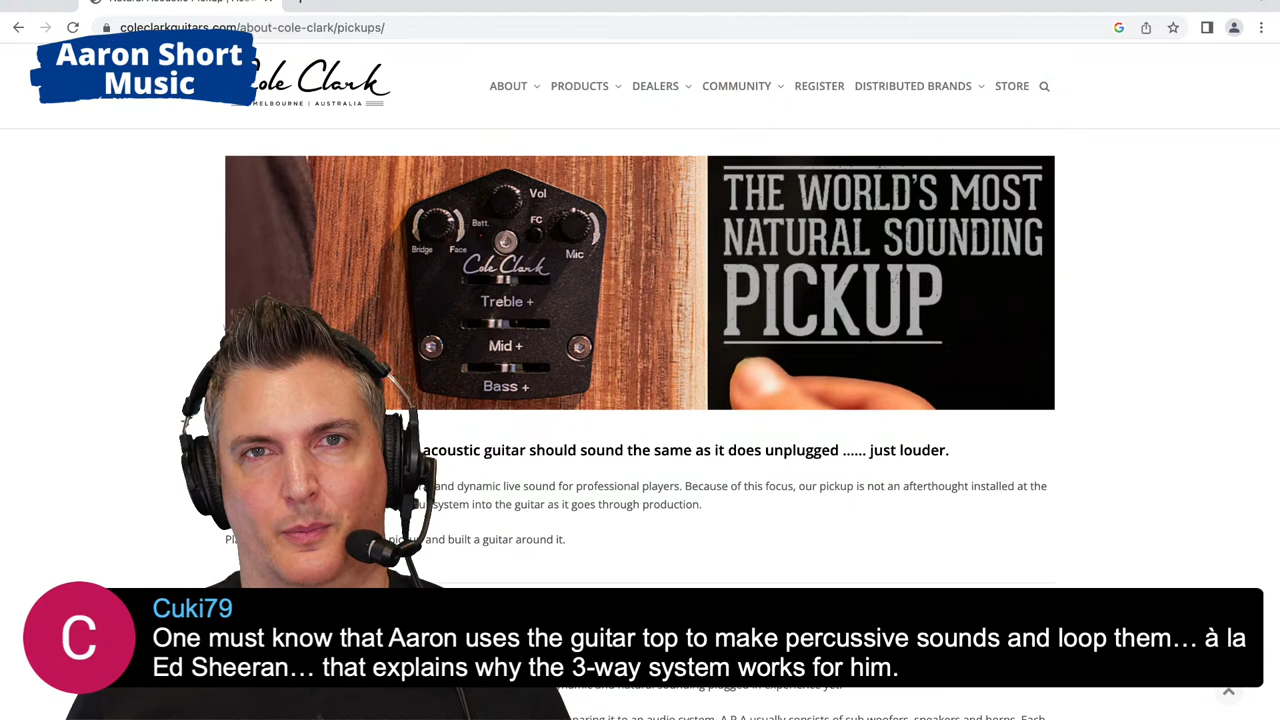 coleclarkguitars.com/about-cole-clark/pickups/
Aaron Short
Music
Cole Clark
MELBOURNE | AUSTRALIA
ABOUT PRODUCTS DEALERS COMMUNITY REGISTER DISTRIBUTED BRANDS STORE
Vol
Batt.
FC
Bridge Face
Mic
Cole Clark
Treble +
Mid +
Bass +
THE WORLD'S MOST
NATURAL SOUNDING
PICKUP
acoustic guitar should sound the same as it does unplugged ...... just louder.
and dynamic live sound for professional players. Because of this focus, our pickup is not an afterthought installed at the
system into the guitar as it goes through production.
and built a guitar around it.
C
Cuki79
One must know that Aaron uses the guitar top to make percussive sounds and loop them… à la
Ed Sheeran… that explains why the 3-way system works for him.